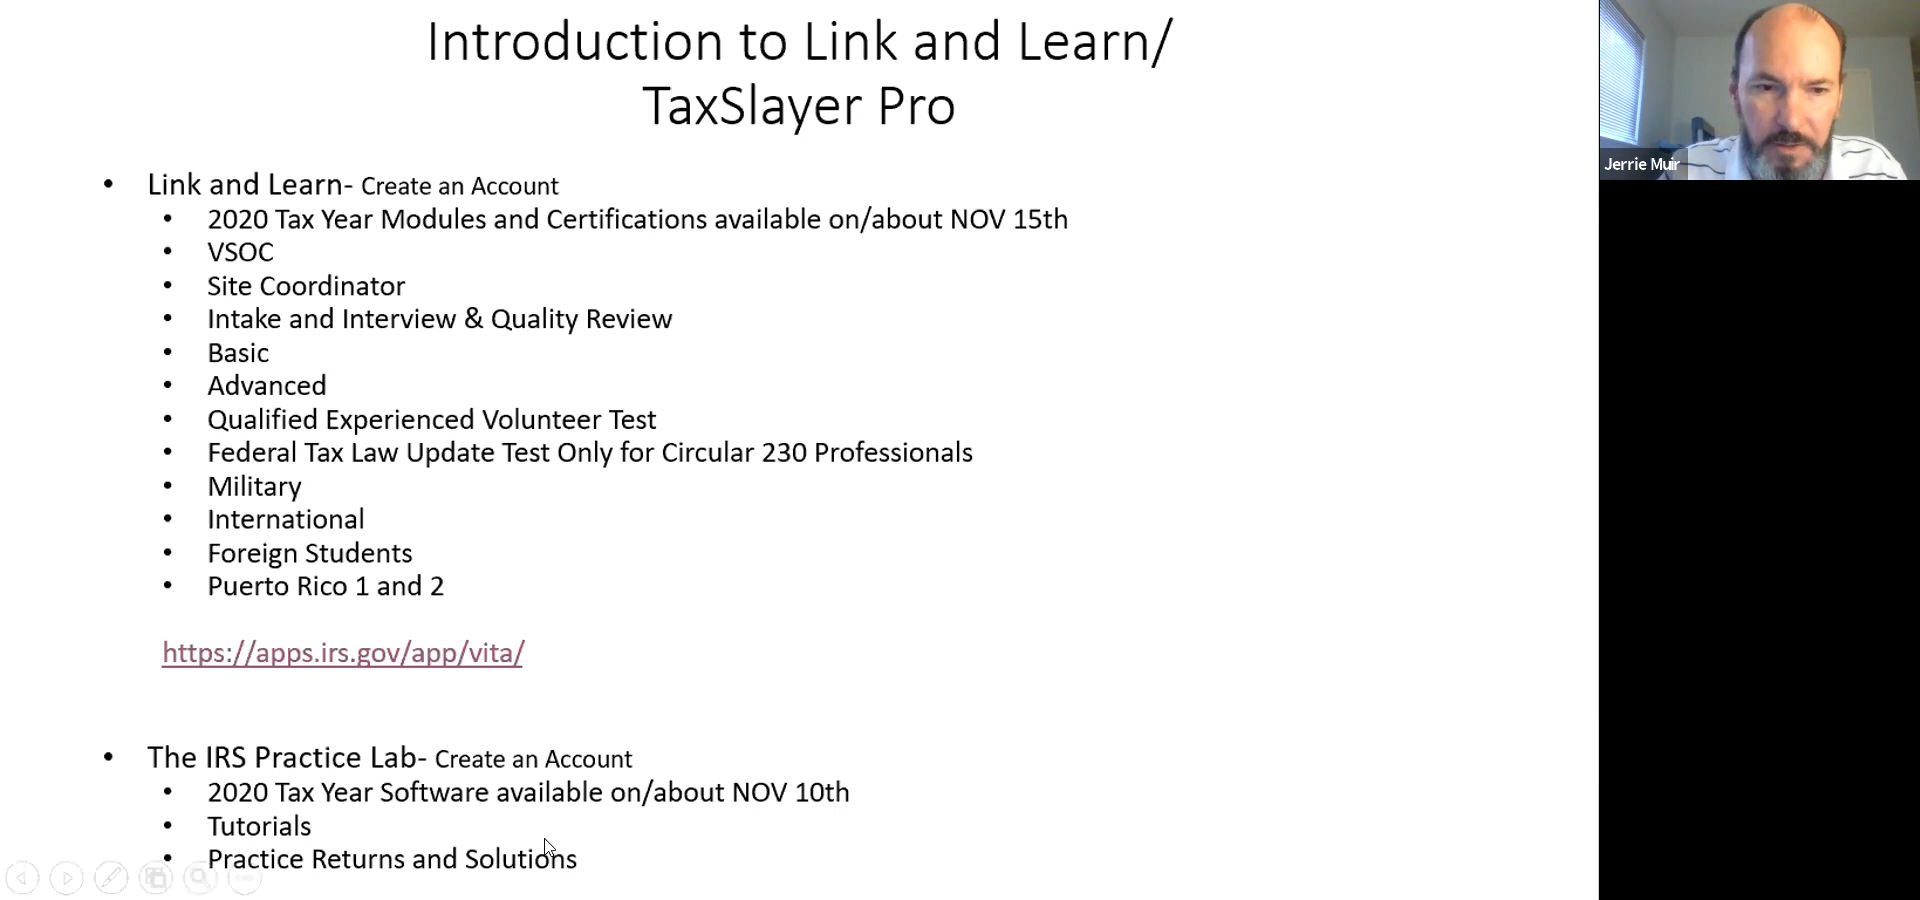 Introduction to Link and Learn/
TaxSlayer Pro
Jerrie Muir
• Link and Learn- Create an Account
• 2020 Tax Year Modules and Certifications available on/about NOV 15th
• VSOC
• Site Coordinator
• Intake and Interview & Quality Review
• Basic
• Advanced
• Qualified Experienced Volunteer Test
• Federal Tax Law Update Test Only for Circular 230 Professionals
• Military
• International
• Foreign Students
• Puerto Rico 1 and 2
https://apps.irs.gov/app/vita/
• The IRS Practice Lab- Create an Account
• 2020 Tax Year Software available on/about NOV 10th
• Tutorials
• Practice Returns and Solutions